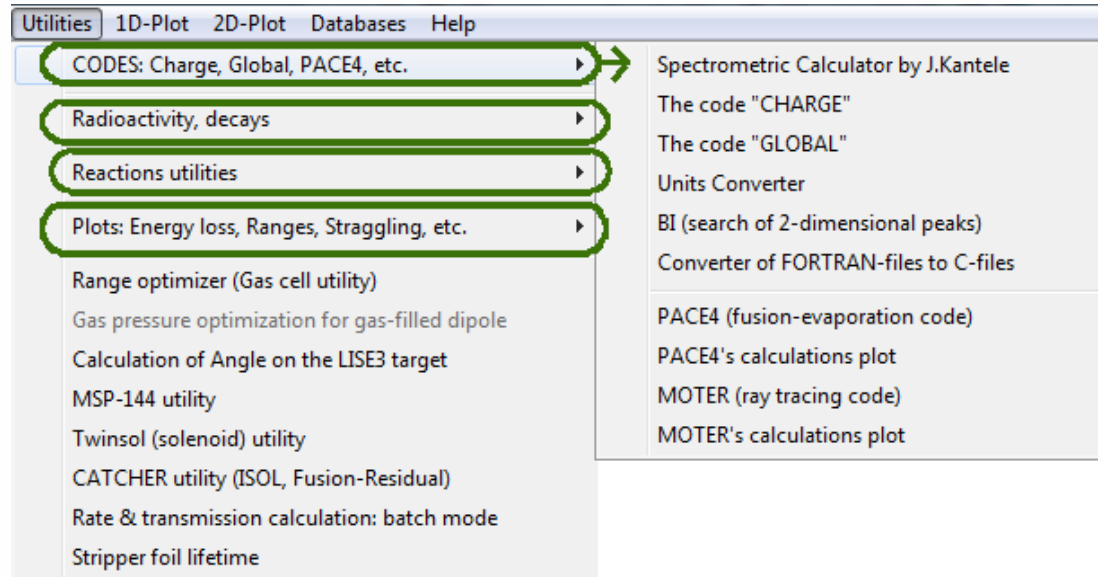 Utilities 1D-Plot 2D-Plot Databases Help
CODES: Charge, Global, PACE4, etc.
Radioactivity, decays
Reactions utilities
Plots: Energy loss, Ranges, Straggling, etc.
Range optimizer (Gas cell utility)
Gas pressure optimization for gas-filled dipole
Calculation of Angle on the LISE3 target
MSP-144 utility
Twinsol (solenoid) utility
CATCHER utility (ISOL, Fusion-Residual)
Rate & transmission calculation: batch mode
Stripper foil lifetime
Spectrometric Calculator by J.Kantele
The code "CHARGE"
The code "GLOBAL"
Units Converter
BI (search of 2-dimensional peaks)
Converter of FORTRAN-files to C-files
PACE4 (fusion-evaporation code)
PACE4's calculations plot
MOTER (ray tracing code)
MOTER's calculations plot